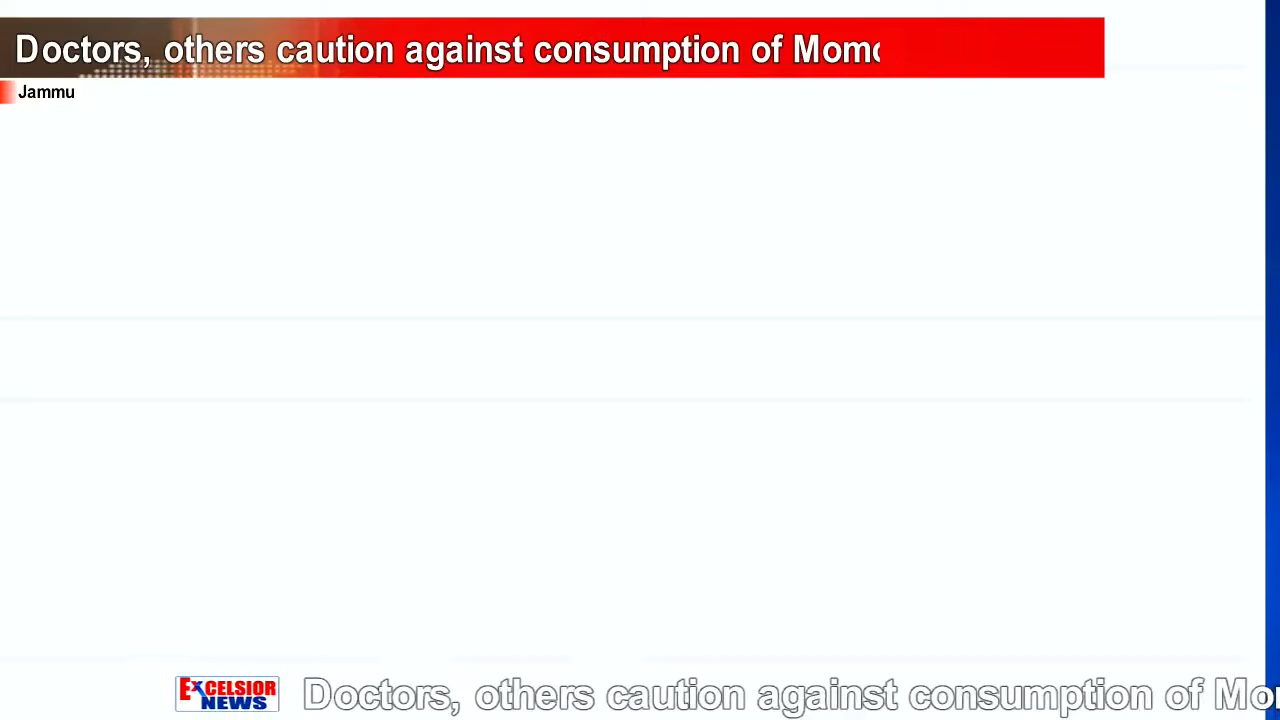 Doctors, others caution against consumption of
Jammu
EXCELSIOR
NEWS
Doctors, others caution against consumption of